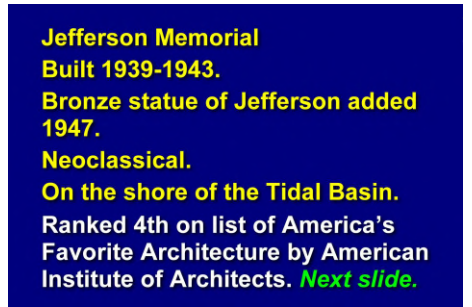 Jefferson Memorial
Built 1939-1943.
Bronze statue of Jefferson added
1947.
Neoclassical.
On the shore of the Tidal Basin.
Ranked 4th on list of America’s
Favorite Architecture by American
Institute of Architects. Next slide.